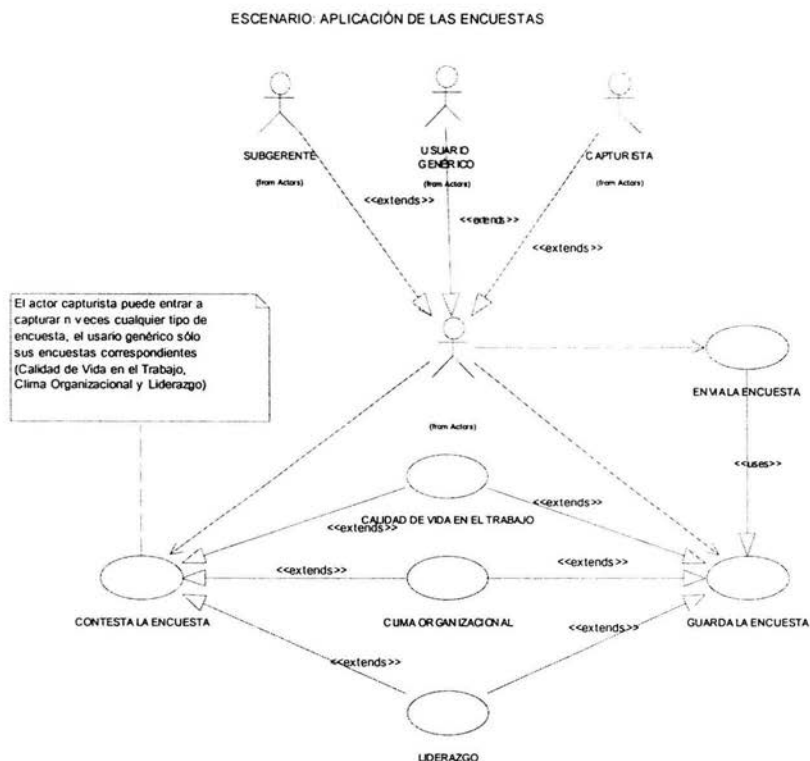 ESCENARIO: APLICACIÓN DE LAS ENCUESTAS
SUBGERENTE
(from Actors)
USUARIO
GENÉRICO
(from Actors)
CAPTURISTA
(from Actors)
<<extends>>
<<extends>>
<<extends>>
El actor capturista puede entrar a
capturar n veces cualquier tipo de
encuesta, el usario genérico sólo
sus encuestas correspondientes
(Calidad de Vida en el Trabajo,
Clima Organizacional y Liderazgo)
(from Actors)
ENVIA LA ENCUESTA
<<uses>>
CALIDAD DE VIDA EN EL TRABAJO
<<extends>>
<<extends>>
<<extends>>
<<extends>>
CONTESTA LA ENCUESTA
CLIMA ORGANIZACIONAL
GUARDA LA ENCUESTA
<<extends>>
<<extends>>
LIDERAZGO